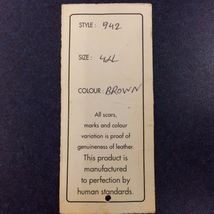 STYLE: 942
SIZE: 44
COLOUR: BROWN
All scars,
marks and colour
variation is proof of
genuineness of leather.
This product is
manufactured
to perfection by
human standards.